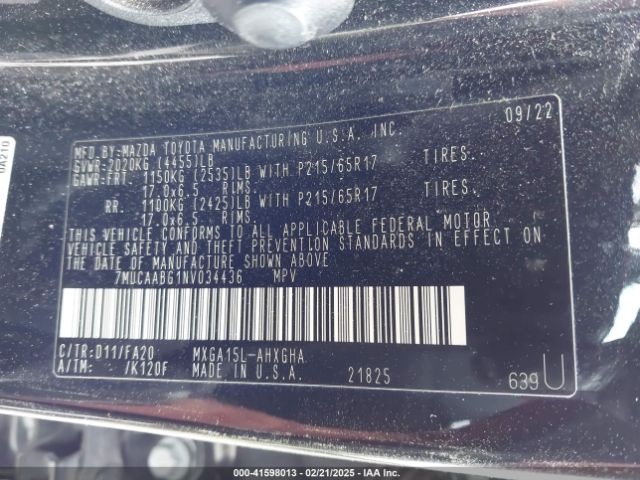 09/22
MFD.BY-MAZDA TOYOTA MANUFACTURING U.S.A. INC.
GVWR-2020KG (4455)LB
GAWR-FRT 1150KG (2535)LB WITH P215/65R17 TIRES.
17.0x6.5 RIMS.
RR. 1100KG (2425)LB WITH P215/65R17 TIRES.
17.0x6.5 RIMS.
THIS VEHICLE CONFORMS TO ALL APPLICABLE FEDERAL MOTOR
VEHICLE SAFETY AND THEFT PREVENTION STANDARDS IN EFFECT ON
THE DATE OF MANUFACTURE SHOWN ABOVE.
7MUCAABG1NV034436 MPV
C/TR:D11/FA20 MXGA15L-AHXGHA
A/TM: /K120F MADE IN U.S.A. 21825 639 U
0A210
000-41598013 - 02/21/2025 - IAA Inc.